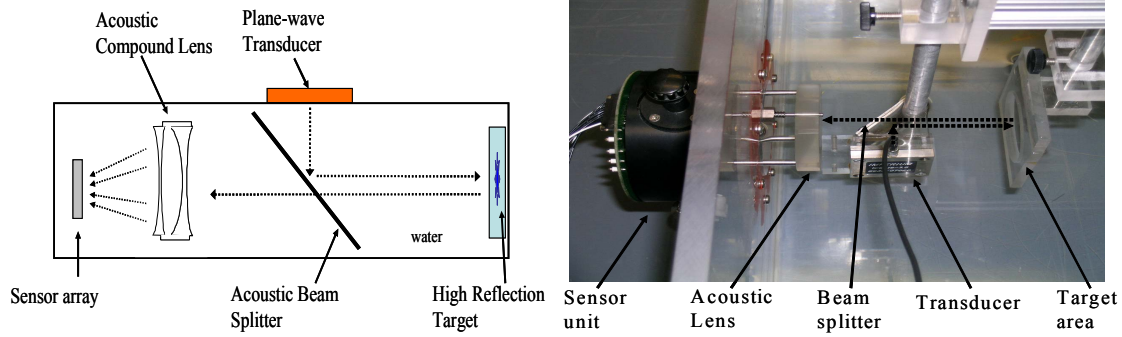 Acoustic
Compound Lens
Plane-wave
Transducer
water
Sensor array
Acoustic Beam
Splitter
High Reflection
Target
Sensor
unit
Acoustic
Lens
Beam
splitter
Transducer
Target
area